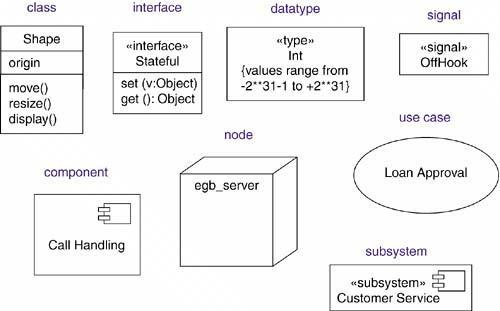 class
Shape
origin
move()
resize()
display()
interface
«interface»
Stateful
set (v:Object)
get (): Object
datatype
«type»
Int
{values range from
-2**31-1 to +2**31}
signal
«signal»
OffHook
component
Call Handling
node
egb_server
use case
Loan Approval
subsystem
«subsystem»
Customer Service